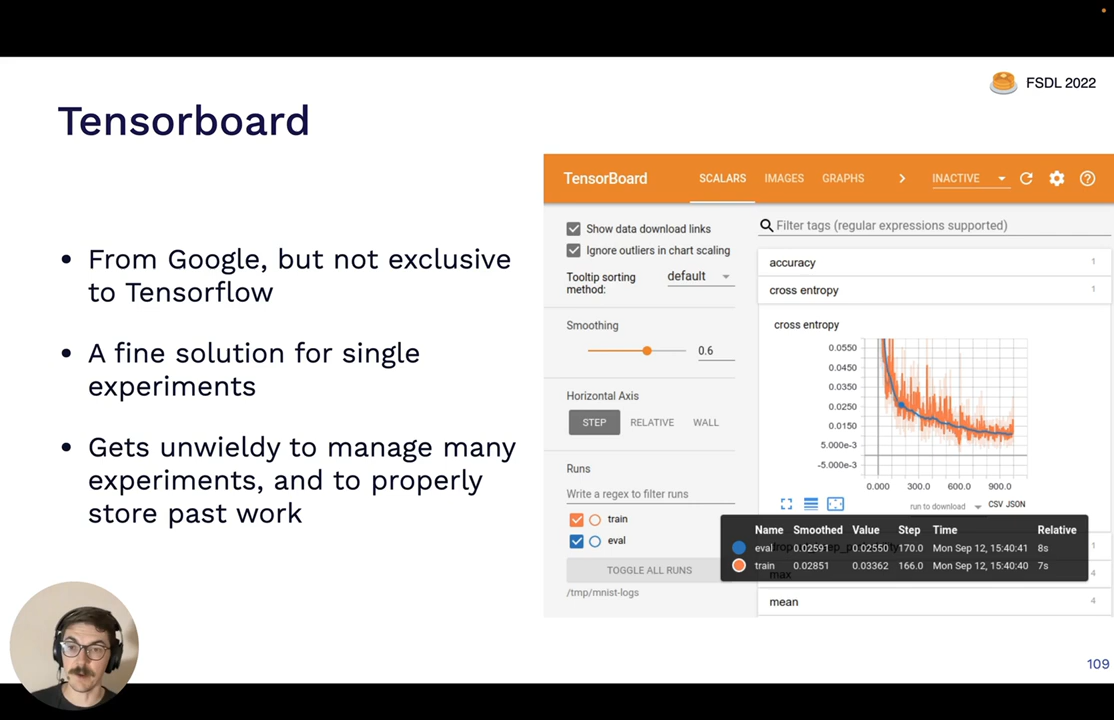 FSDL 2022
Tensorboard
• From Google, but not exclusive
to Tensorflow
• A fine solution for single
experiments
• Gets unwieldy to manage many
experiments, and to properly
store past work
TensorBoard
SCALARS
IMAGES
GRAPHS
INACTIVE
Show data download links
Ignore outliers in chart scaling
Tooltip sorting
method:
default
Smoothing
0.6
Horizontal Axis
STEP
RELATIVE
WALL
Runs
Write a regex to filter runs
train
eval
TOGGLE ALL RUNS
/tmp/mnist-logs
Filter tags (regular expressions supported)
accuracy 1
cross entropy 1
cross entropy
0.0550
0.0450
0.0350
0.0250
0.0150
5.000e-3
-5.000e-3
0.000 300.0 600.0 900.0
run to download CSV JSON
Name Smoothed Value Step Time Relative
eval 0.02591 0.02550 170.0 Mon Sep 12, 15:40:41 8s
train 0.02851 0.03362 166.0 Mon Sep 12, 15:40:40 7s
1
max 4
mean 4
109